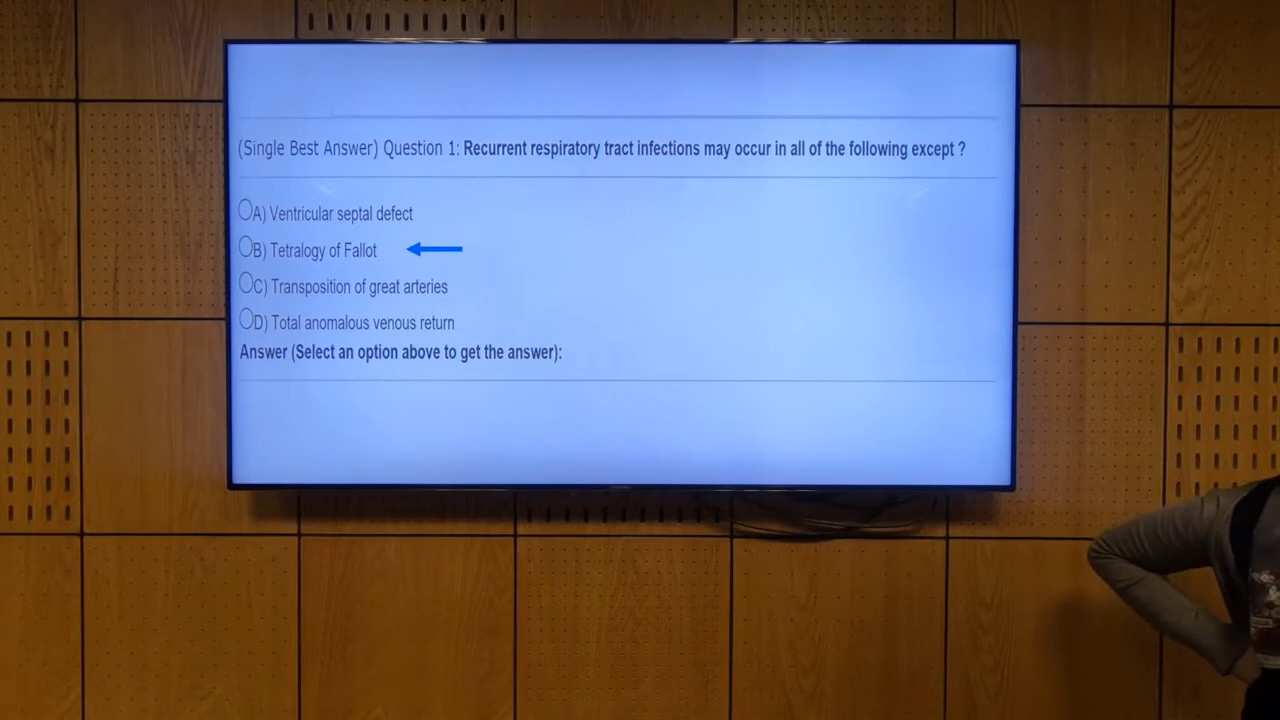 (Single Best Answer) Question 1: Recurrent respiratory tract infections may occur in all of the following except ?
A) Ventricular septal defect
B) Tetralogy of Fallot
C) Transposition of great arteries
D) Total anomalous venous return
Answer (Select an option above to get the answer):